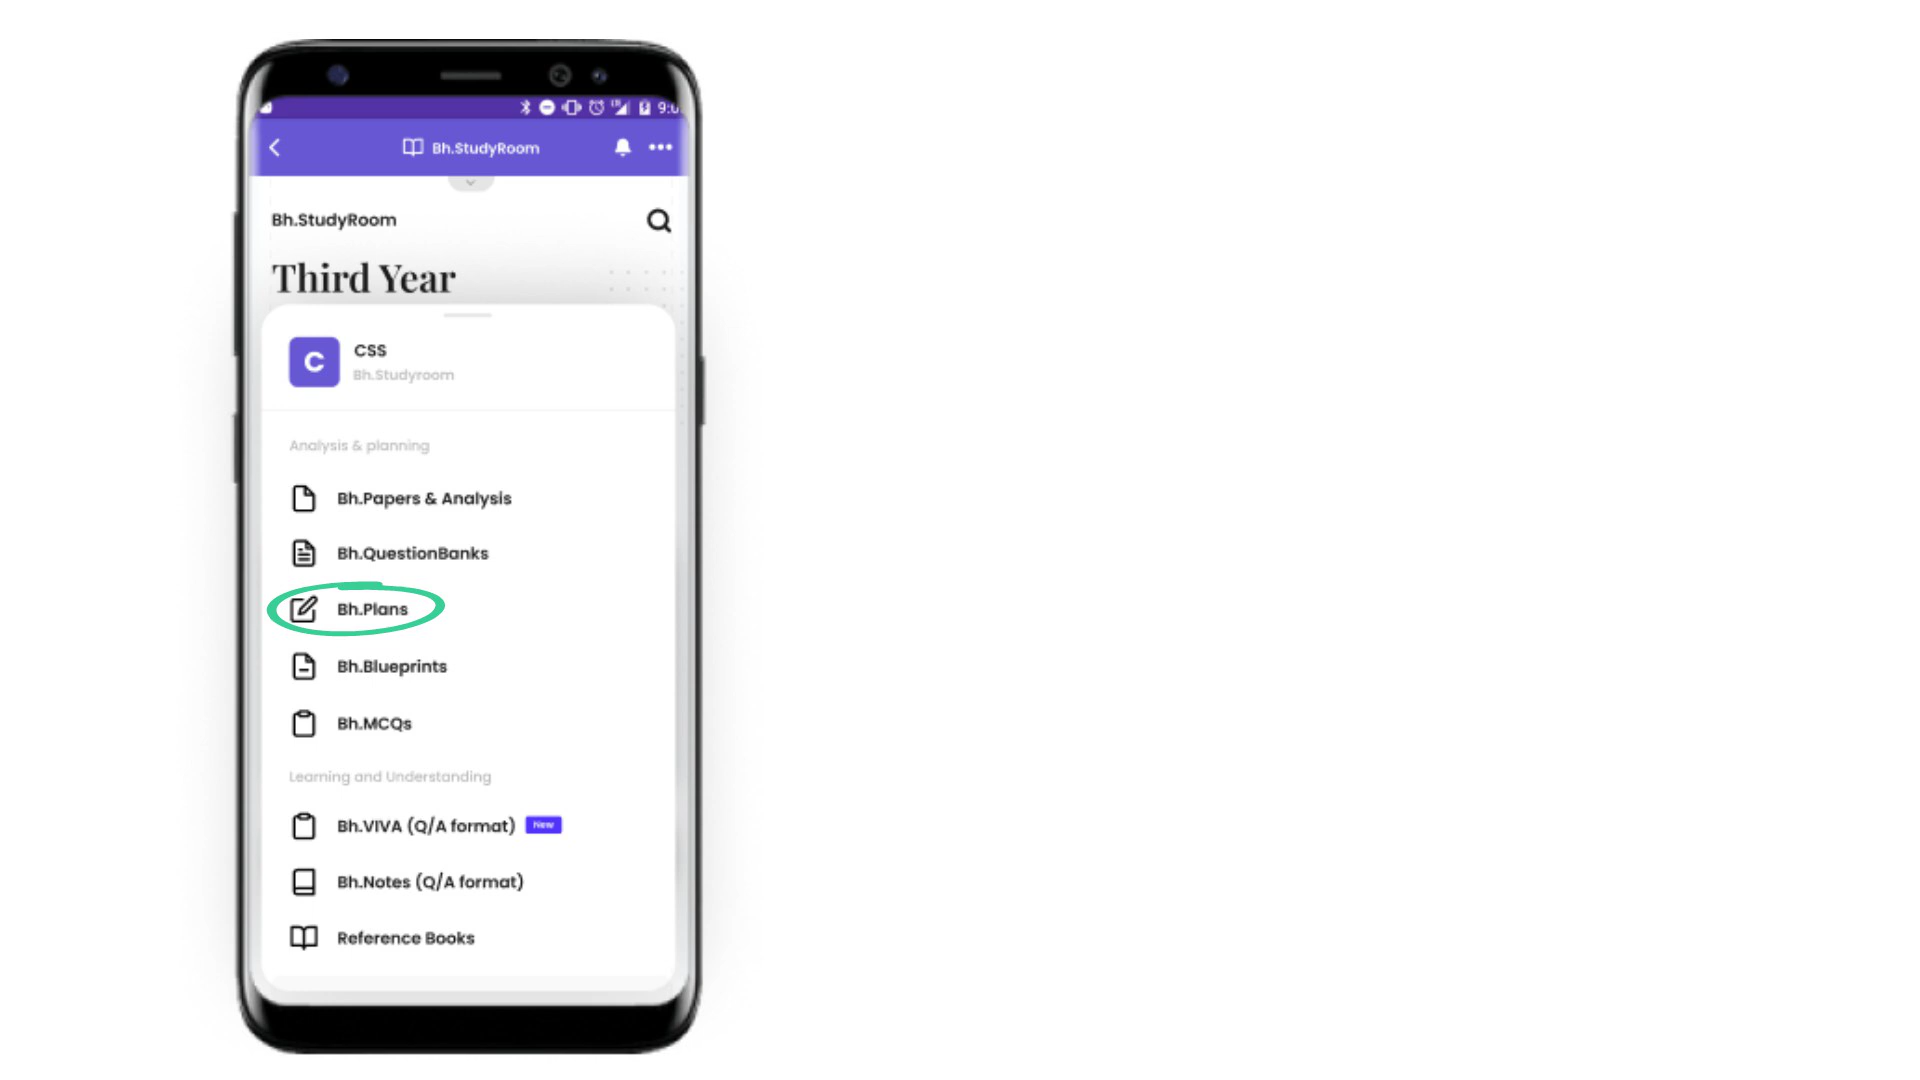 Bh.StudyRoom
Bh.StudyRoom
Third Year
C
CSS
Bh.Studyroom
Analysis & planning
Bh.Papers & Analysis
Bh.QuestionBanks
Bh.Plans
Bh.Blueprints
Bh.MCQs
Learning and Understanding
Bh.VIVA (Q/A format) New
Bh.Notes (Q/A format)
Reference Books